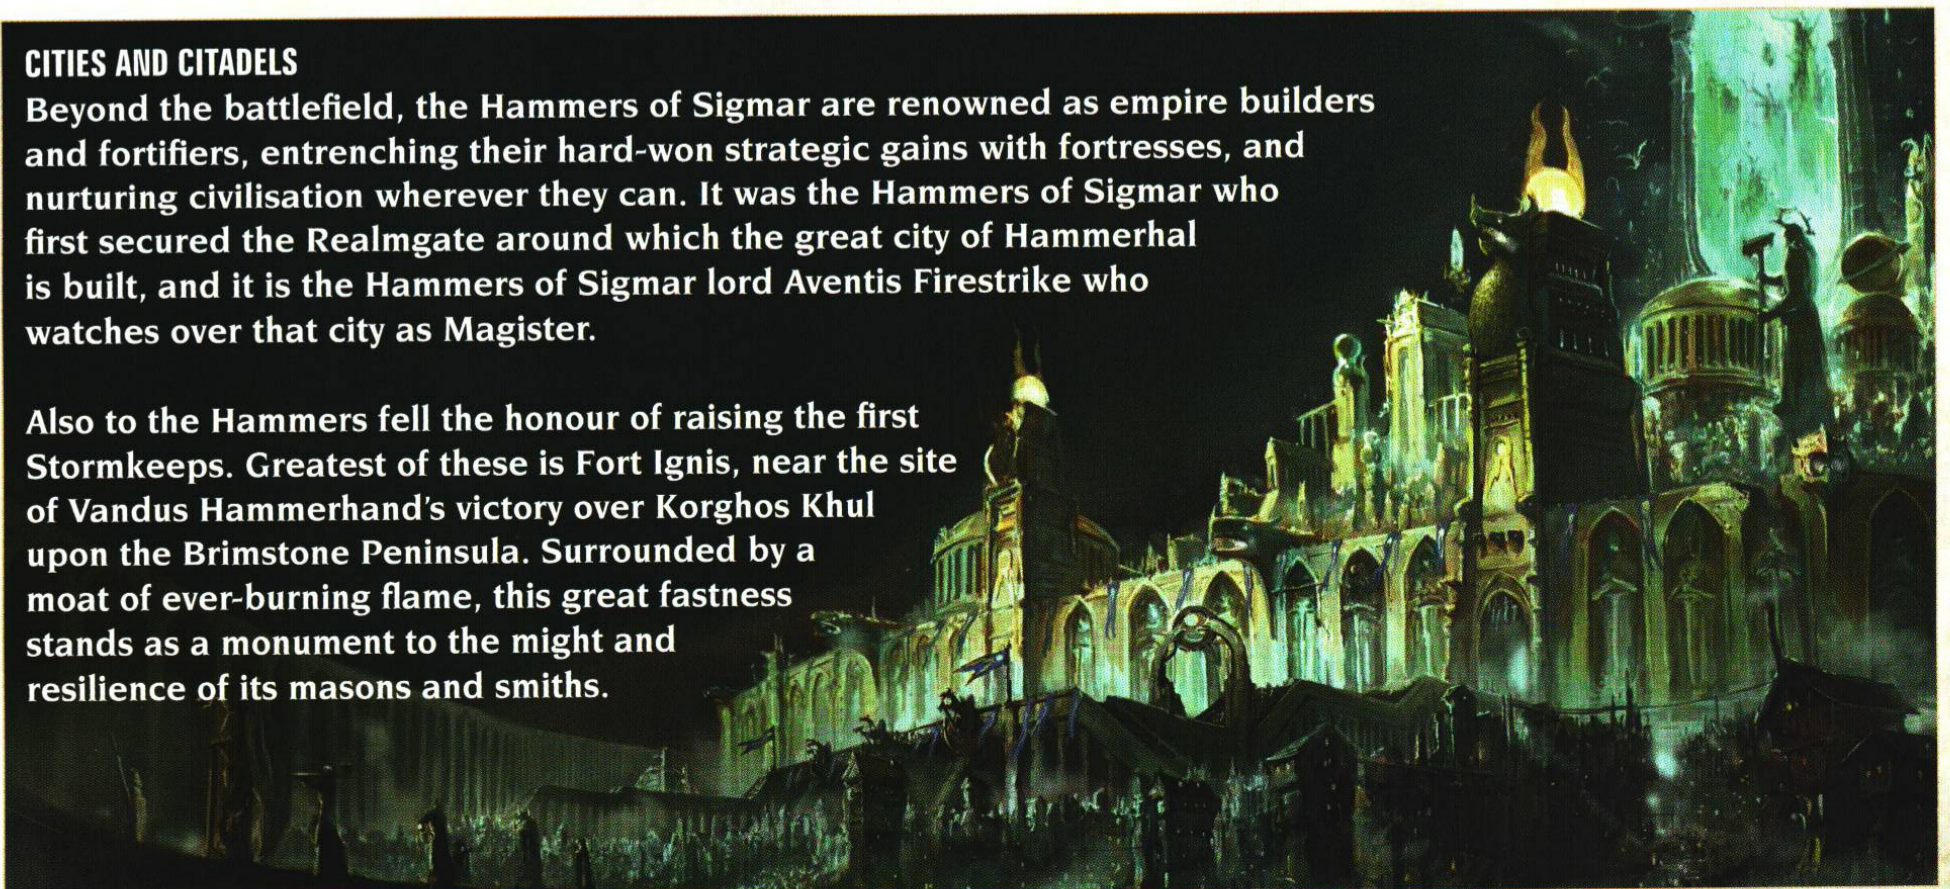 CITIES AND CITADELS
Beyond the battlefield, the Hammers of Sigmar are renowned as empire builders
and fortifiers, entrenching their hard-won strategic gains with fortresses, and
nurturing civilisation wherever they can. It was the Hammers of Sigmar who
first secured the Realmgate around which the great city of Hammerhal
is built, and it is the Hammers of Sigmar lord Aventis Firestrike who
watches over that city as Magister.
Also to the Hammers fell the honour of raising the first
Stormkeeps. Greatest of these is Fort Ignis, near the site
of Vandus Hammerhand's victory over Korghos Khul
upon the Brimstone Peninsula. Surrounded by a
moat of ever-burning flame, this great fastness
stands as a monument to the might and
resilience of its masons and smiths.